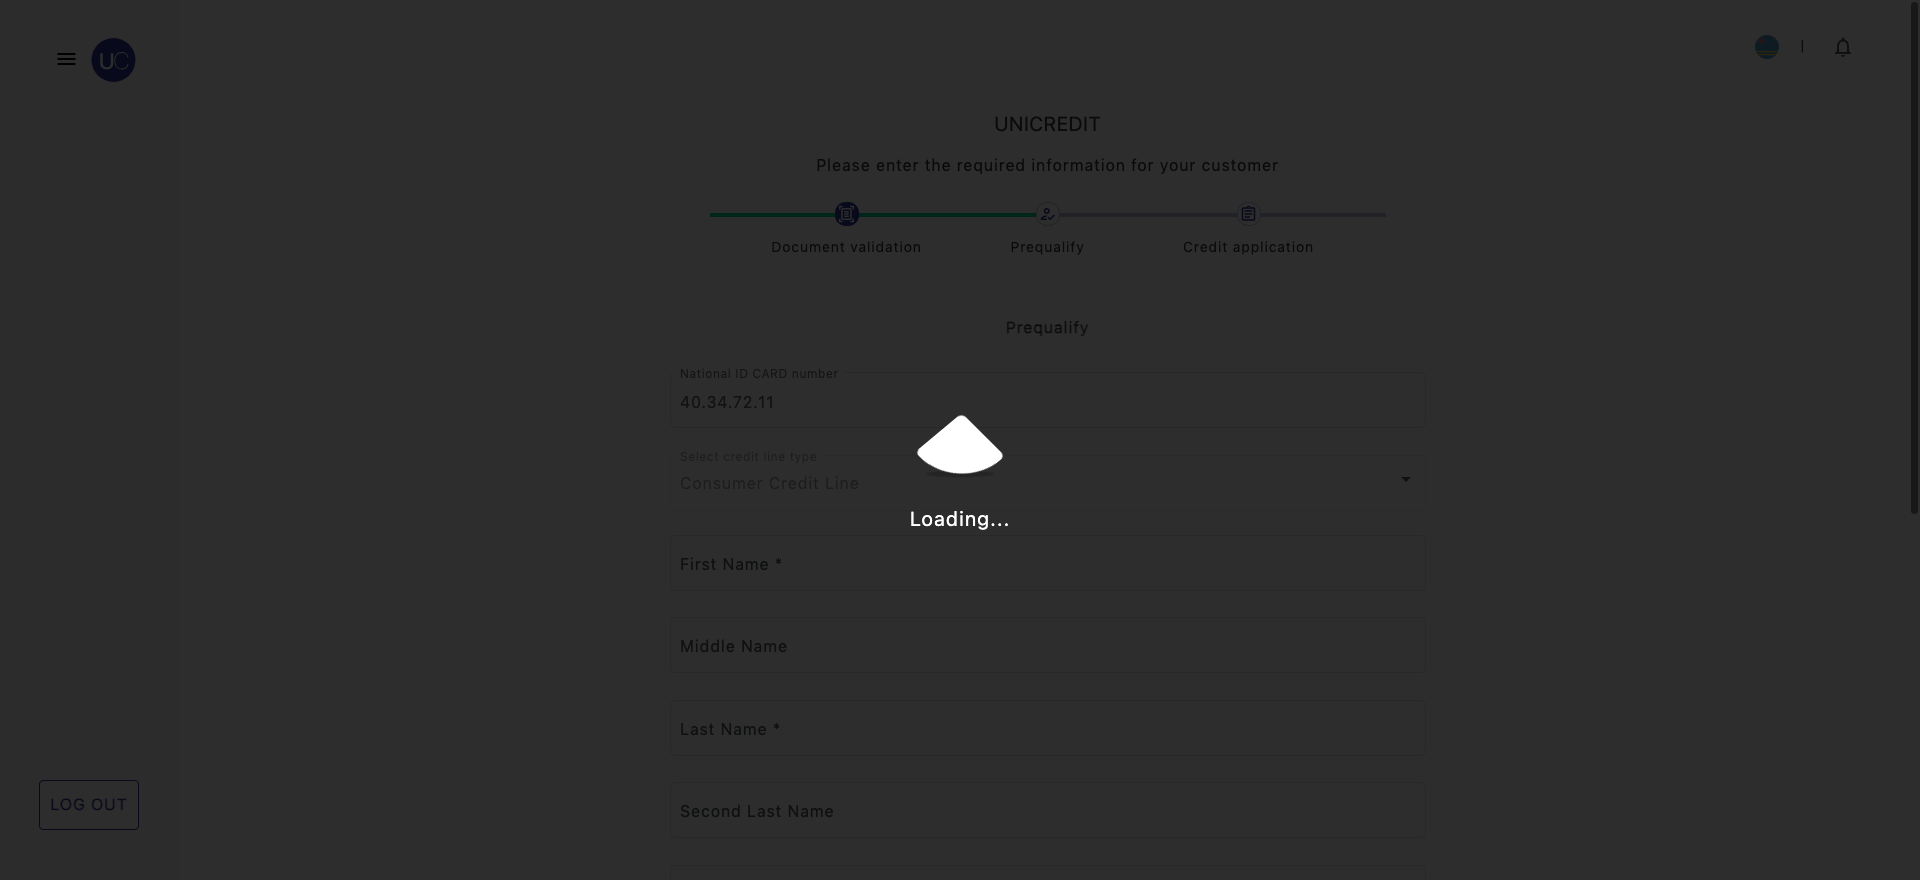 UC
UNICREDIT
Please enter the required information for your customer
Document validation
Prequalify
Credit application
Prequalify
National ID CARD number
40.34.72.11
Select credit line type
Consumer Credit Line
Loading...
First Name *
Middle Name
Last Name *
Second Last Name
LOG OUT